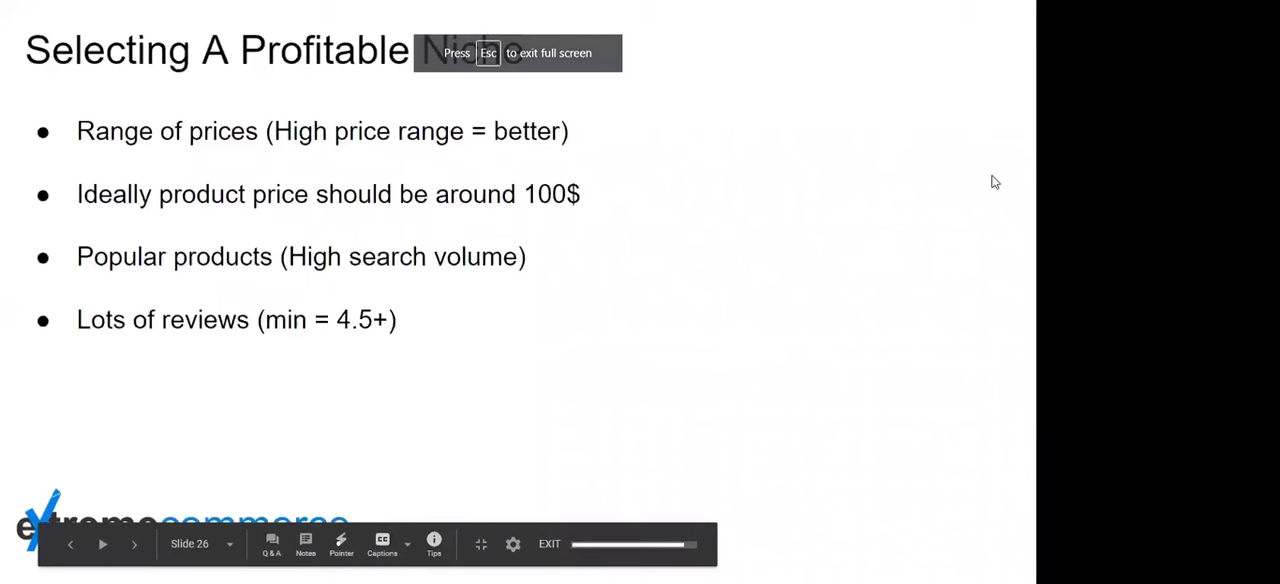 Selecting A Profitable Niche
Press Esc to exit full screen
● Range of prices (High price range = better)
● Ideally product price should be around 100$
● Popular products (High search volume)
● Lots of reviews (min = 4.5+)
extremecommerce
Slide 26
Q & A
Notes
Pointer
Captions
Tips
EXIT